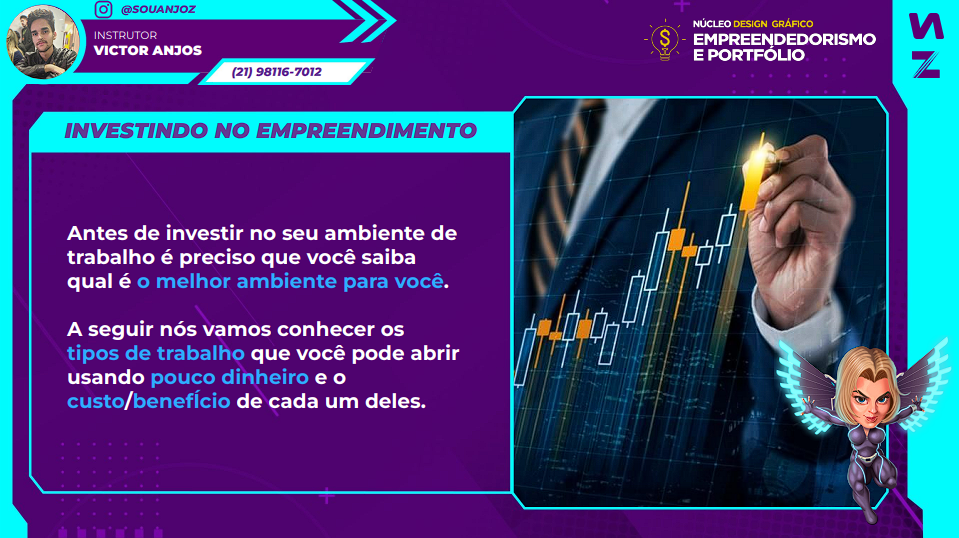 @SOUANJOZ
INSTRUTOR
VICTOR ANJOS
(21) 98116-7012
NÚCLEO DESIGN GRÁFICO
EMPREENDEDORISMO
E PORTFÓLIO
INVESTINDO NO EMPREENDIMENTO
Antes de investir no seu ambiente de
trabalho é preciso que você saiba
qual é o melhor ambiente para você.
A seguir nós vamos conhecer os
tipos de trabalho que você pode abrir
usando pouco dinheiro e o
custo/benefÍcio de cada um deles.